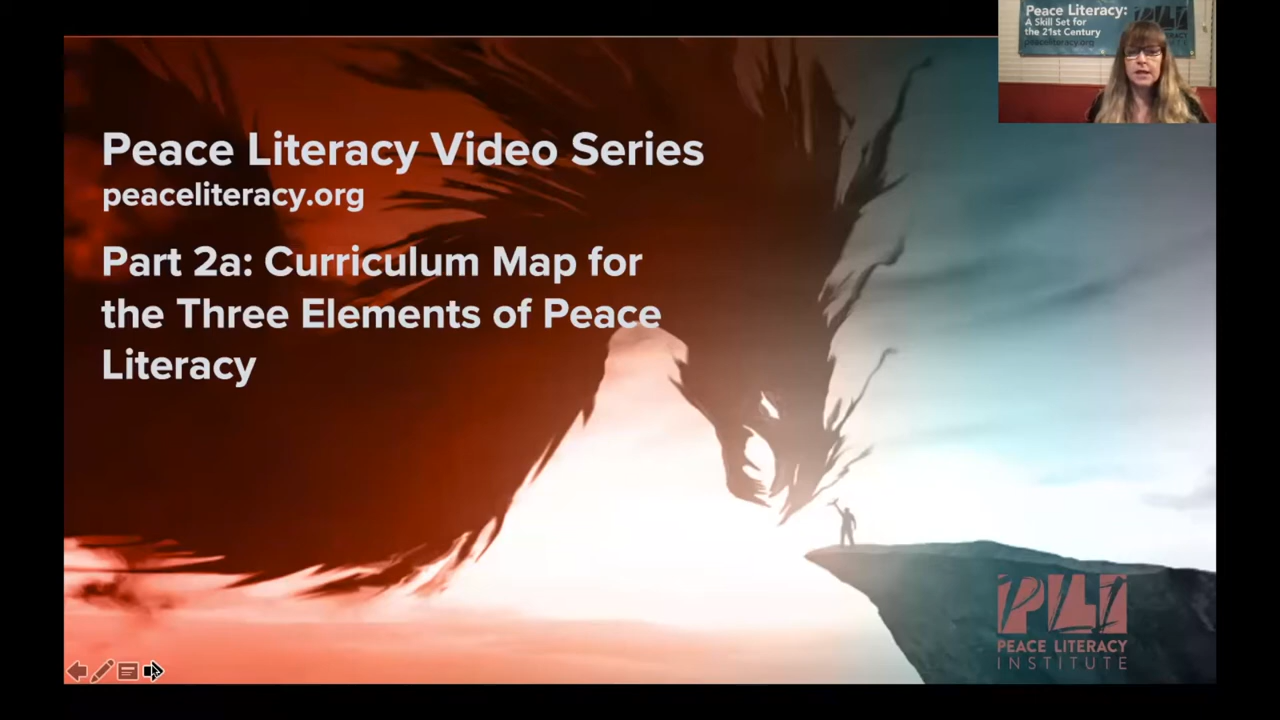 Peace Literacy:
A Skill Set for
the 21st Century
peaceliteracy.org
Peace Literacy Video Series
peaceliteracy.org
Part 2a: Curriculum Map for
the Three Elements of Peace
Literacy
PLI
PEACE LITERACY
INSTITUTE